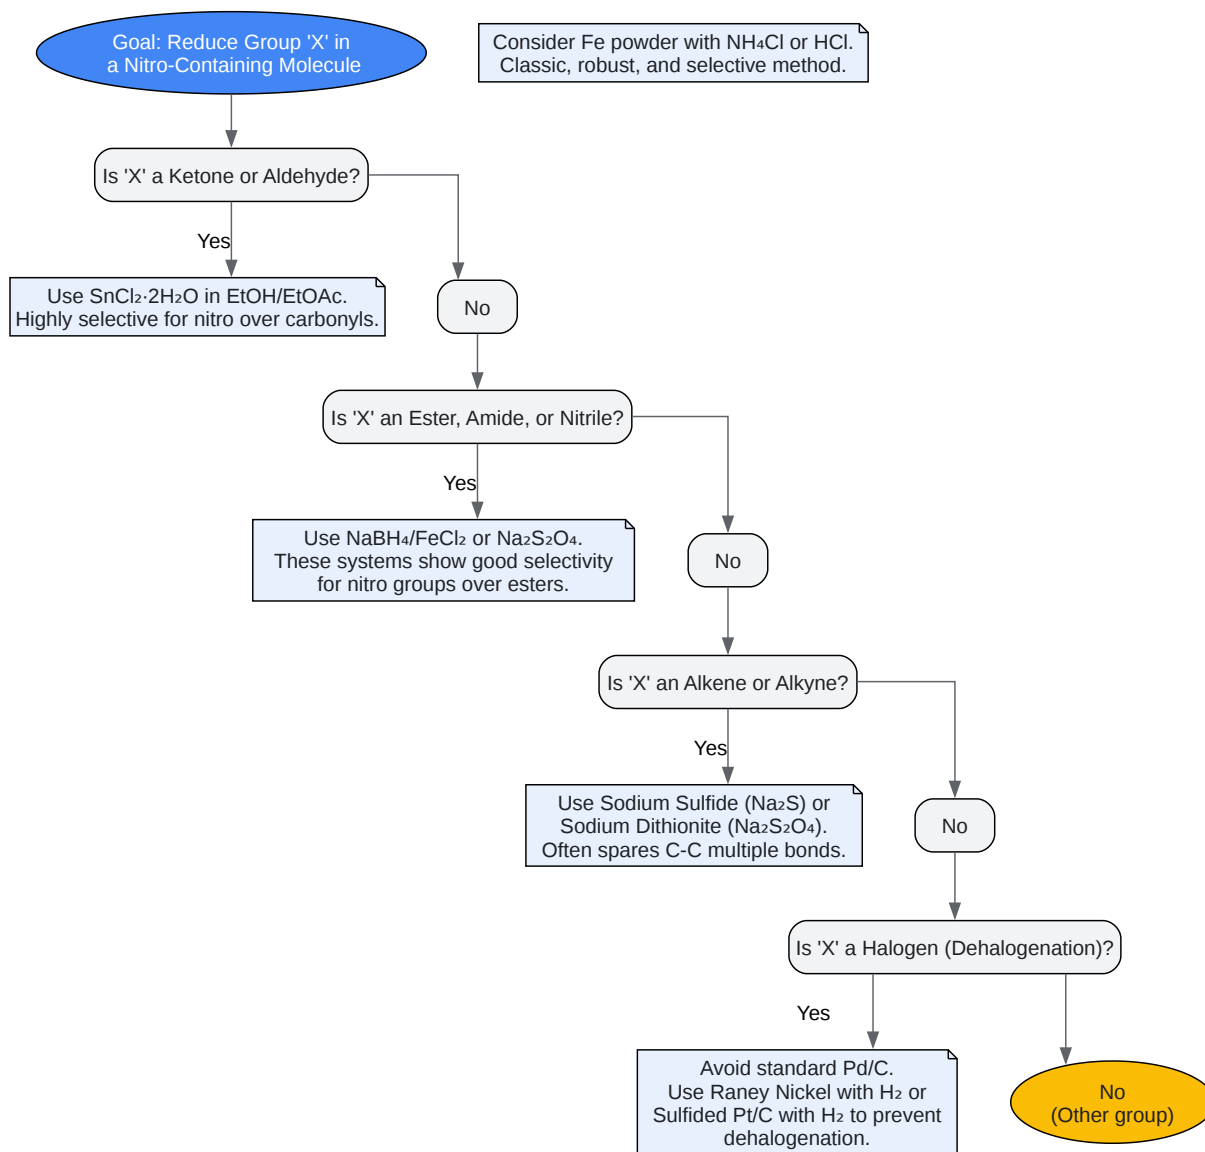 Goal: Reduce Group 'X' in
a Nitro-Containing Molecule
Consider Fe powder with NH₄Cl or HCl.
Classic, robust, and selective method.
Is 'X' a Ketone or Aldehyde?
Yes
Use SnCl₂·2H₂O in EtOH/EtOAc.
Highly selective for nitro over carbonyls.
No
Is 'X' an Ester, Amide, or Nitrile?
Yes
Use NaBH₄/FeCl₂ or Na₂S₂O₄.
These systems show good selectivity
for nitro groups over esters.
No
Is 'X' an Alkene or Alkyne?
Yes
Use Sodium Sulfide (Na₂S) or
Sodium Dithionite (Na₂S₂O₄).
Often spares C-C multiple bonds.
No
Is 'X' a Halogen (Dehalogenation)?
Yes
Avoid standard Pd/C.
Use Raney Nickel with H₂ or
Sulfided Pt/C with H₂ to prevent
dehalogenation.
No
(Other group)